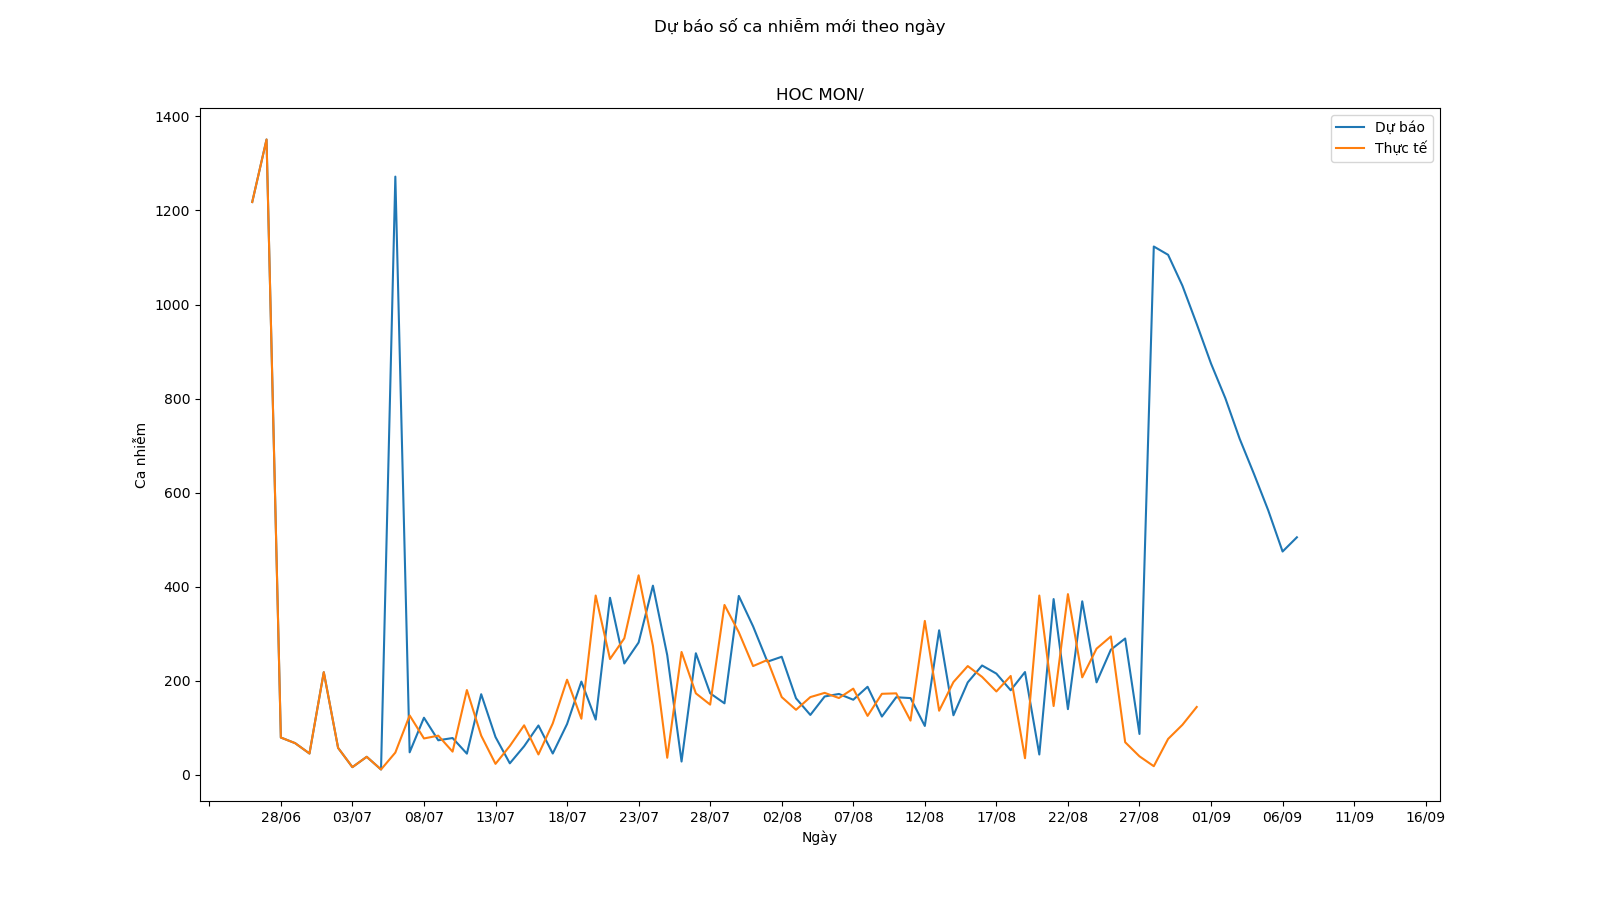 Dự báo số ca nhiễm mới theo ngày
HOC MON/
Dự báo
Thực tế
1400
1200
1000
800
600
400
200
0
Ca nhiễm
28/06 03/07 08/07 13/07 18/07 23/07 28/07 02/08 07/08 12/08 17/08 22/08 27/08 01/09 06/09 11/09 16/09
Ngày